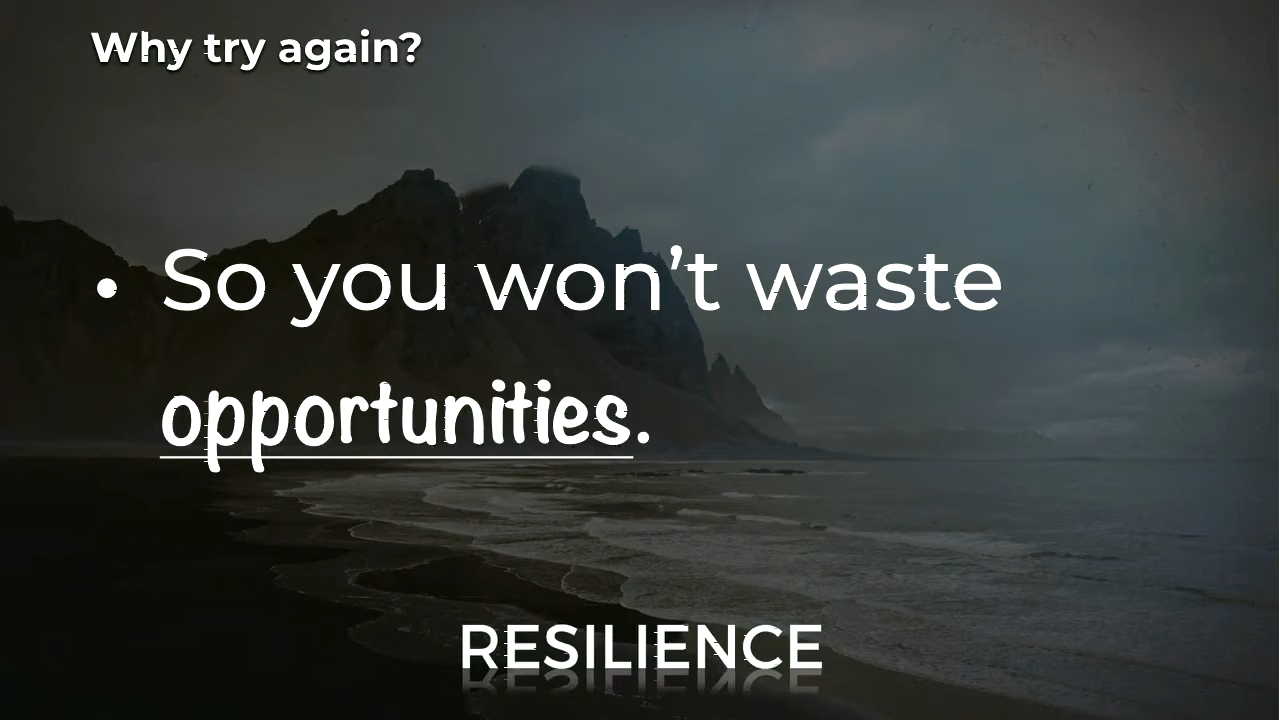 Why try again?
• So you won’t waste
opportunities.
RESILIENCE